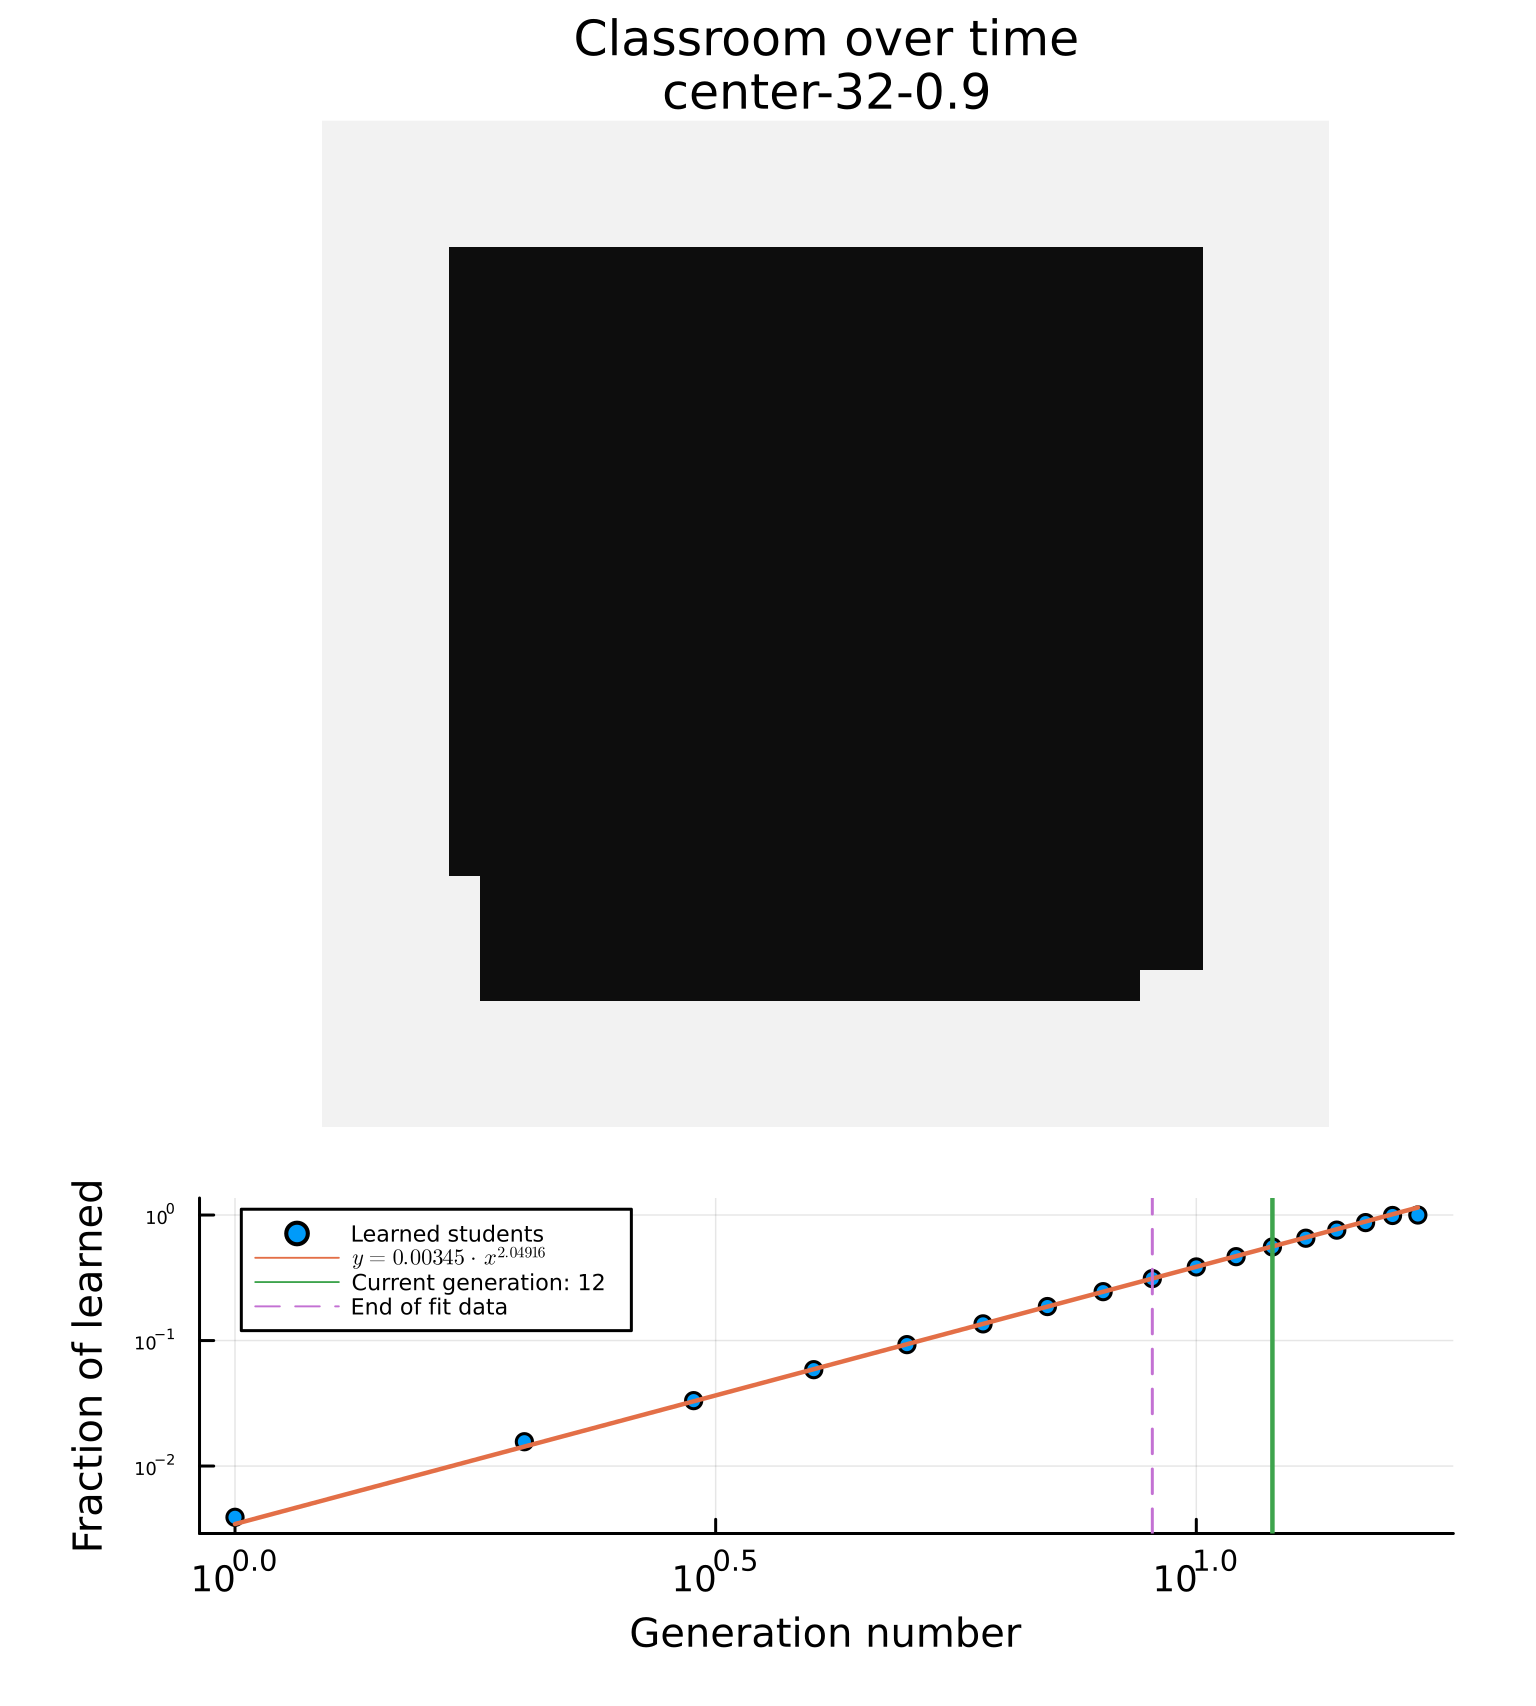 Classroom over time
center-32-0.9
Fraction of learned
10^0
10^−1
10^−2
Learned students
y = 0.00345 · x^2.04916
Current generation: 12
End of fit data
10^0.0
10^0.5
10^1.0
Generation number